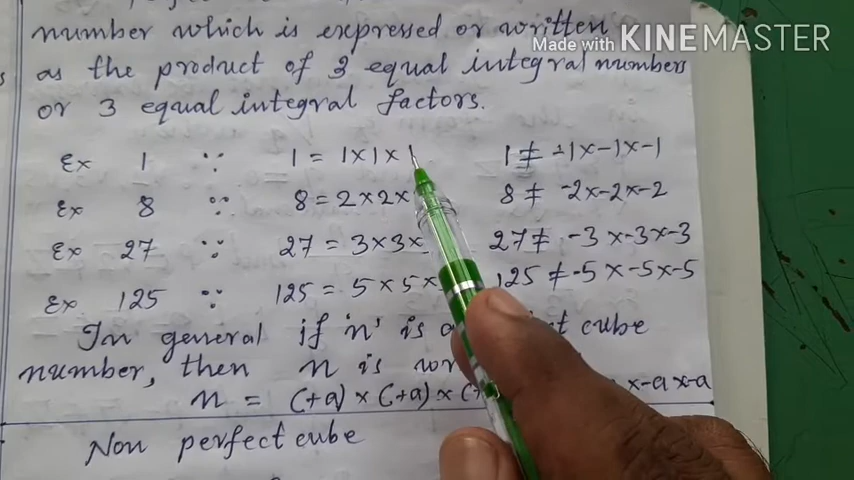 number which is expressed or written
Made with KINEMASTER
as the product of 3 equal integral numbers
or 3 equal integral factors.
Ex 1 ∵ 1 = 1×1×1 1 ≠ -1×-1×-1
Ex 8 ∵ 8 = 2×2× 8 ≠ -2×-2×-2
Ex 27 ∵ 27 = 3×3× 27 ≠ -3×-3×-3
Ex 125 ∵ 125 = 5×5× 125 ≠ -5×-5×-5
In general if 'n' is a cube
number, then n is
n = (+a)×(+a)×( ×-a×-a
Non perfect cube